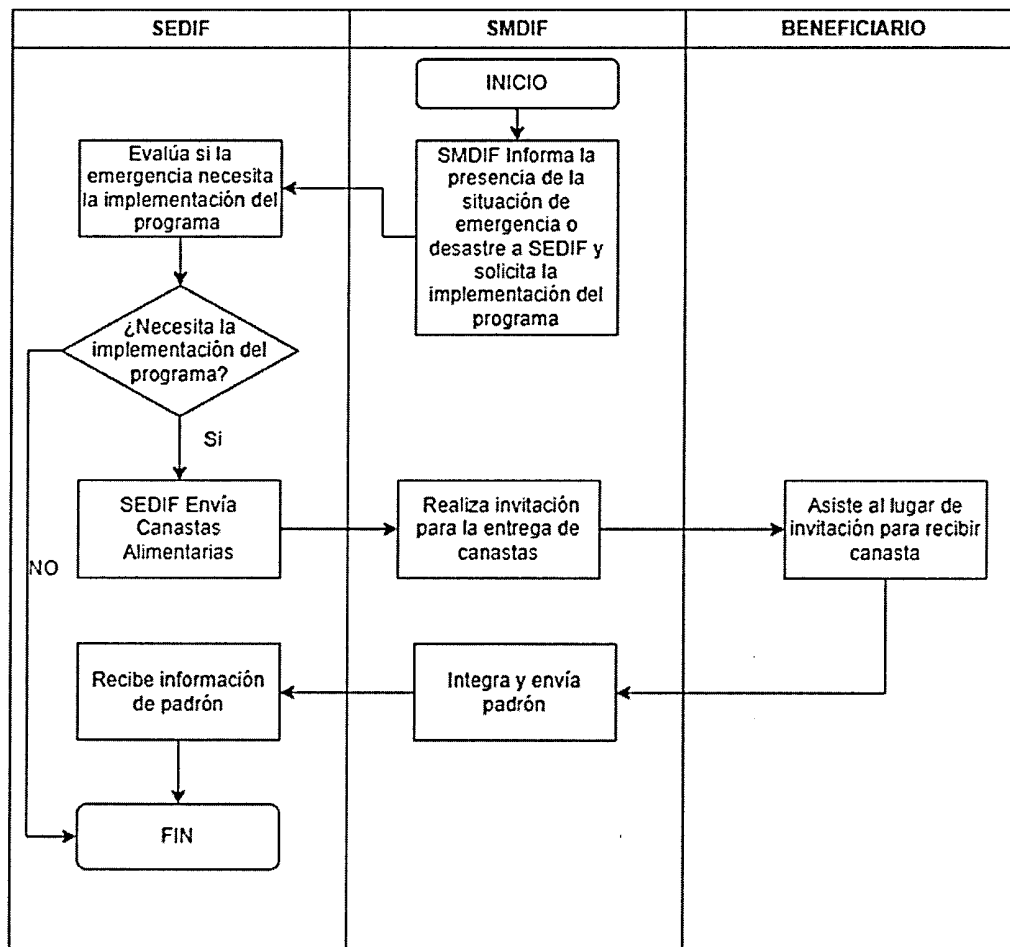 SEDIF
SMDIF
BENEFICIARIO
INICIO
SMDIF Informa la
presencia de la
situación de
emergencia o
desastre a SEDIF y
solicita la
implementación del
programa
Evalúa si la
emergencia necesita
la implementación del
programa
¿Necesita la
implementación del
programa?
Si
NO
SEDIF Envía
Canastas
Alimentarias
Realiza invitación
para la entrega de
canastas
Asiste al lugar de
invitación para recibir
canasta
Integra y envía
padrón
Recibe información
de padrón
FIN